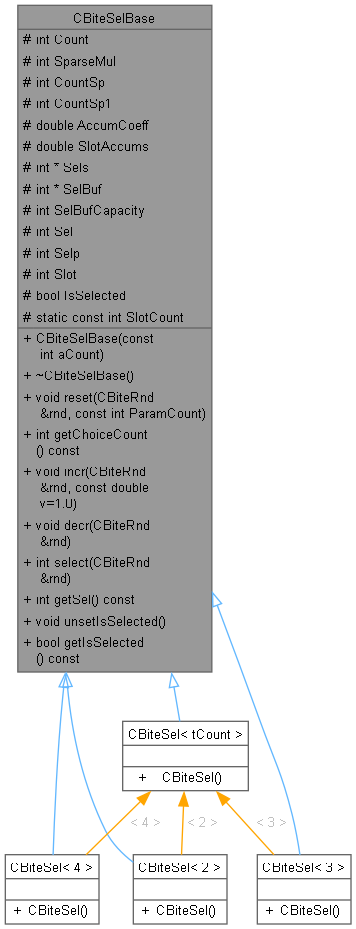 CBiteSelBase
# int Count
# int SparseMul
# int CountSp
# int CountSp1
# double AccumCoeff
# double SlotAccums
# int * Sels
# int * SelBuf
# int SelBufCapacity
# int Sel
# int Selp
# int Slot
# bool IsSelected
# static const int SlotCount
+ CBiteSelBase(const
int aCount)
+ ~CBiteSelBase()
+ void reset(CBiteRnd
&rnd, const int ParamCount)
+ int getChoiceCount
() const
+ void incr(CBiteRnd
&rnd, const double
v=1.0)
+ void decr(CBiteRnd
&rnd)
+ int select(CBiteRnd
&rnd)
+ int getSel() const
+ void unsetIsSelected()
+ bool getIsSelected
() const
CBiteSel< tCount >
+ CBiteSel()
< 4 >
< 2 >
< 3 >
CBiteSel< 4 >
+ CBiteSel()
CBiteSel< 2 >
+ CBiteSel()
CBiteSel< 3 >
+ CBiteSel()